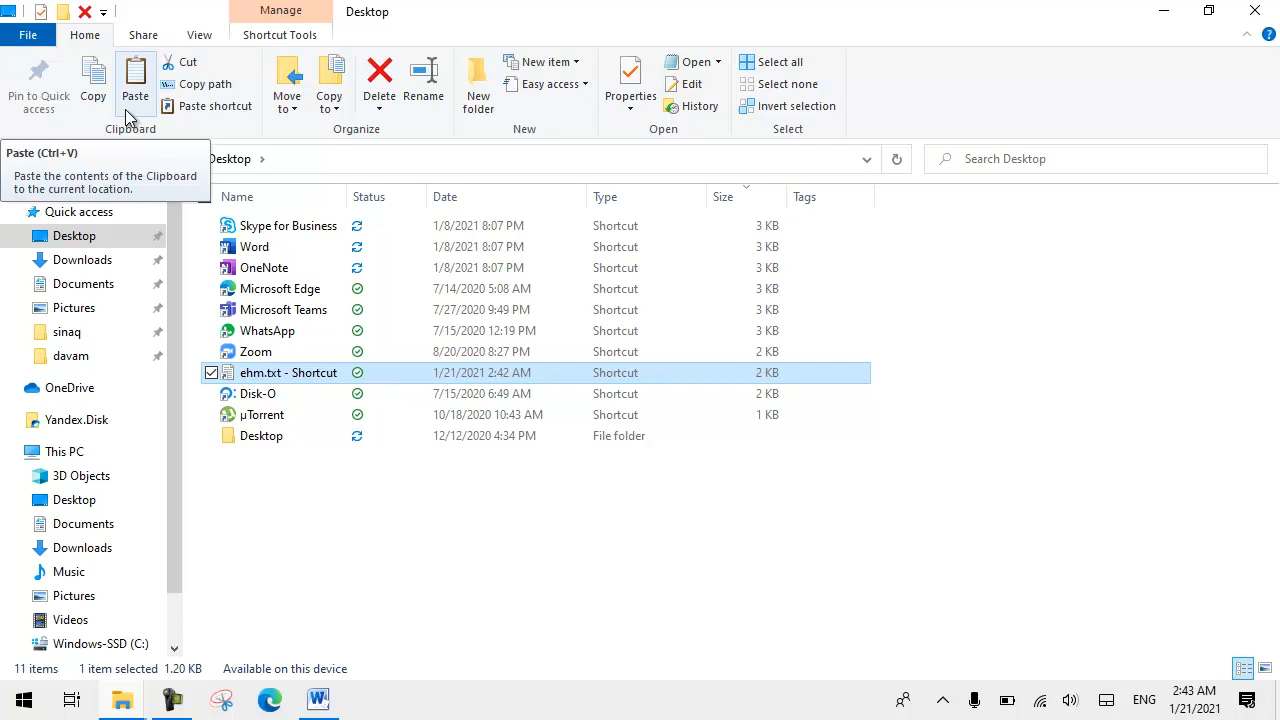 Manage
Desktop
File
Home
Share
View
Shortcut Tools
Pin to Quick access
Copy
Paste
Cut
Copy path
Paste shortcut
Clipboard
Move to
Copy to
Delete
Rename
Organize
New folder
New item
Easy access
New
Properties
Open
Edit
History
Open
Select all
Select none
Invert selection
Select
Paste (Ctrl+V)
Paste the contents of the Clipboard
to the current location.
Desktop
Search Desktop
Name Status Date Type Size Tags
Skype for Business 1/8/2021 8:07 PM Shortcut 3 KB
Word 1/8/2021 8:07 PM Shortcut 3 KB
OneNote 1/8/2021 8:07 PM Shortcut 3 KB
Microsoft Edge 7/14/2020 5:08 AM Shortcut 3 KB
Microsoft Teams 7/27/2020 9:49 PM Shortcut 3 KB
WhatsApp 7/15/2020 12:19 PM Shortcut 3 KB
Zoom 8/20/2020 8:27 PM Shortcut 2 KB
ehm.txt - Shortcut 1/21/2021 2:42 AM Shortcut 2 KB
Disk-O 7/15/2020 6:49 AM Shortcut 2 KB
µTorrent 10/18/2020 10:43 AM Shortcut 1 KB
Desktop 12/12/2020 4:34 PM File folder
Quick access
Desktop
Downloads
Documents
Pictures
sinaq
davam
OneDrive
Yandex.Disk
This PC
3D Objects
Desktop
Documents
Downloads
Music
Pictures
Videos
Windows-SSD (C:)
11 items 1 item selected 1.20 KB Available on this device
ENG
2:43 AM
1/21/2021